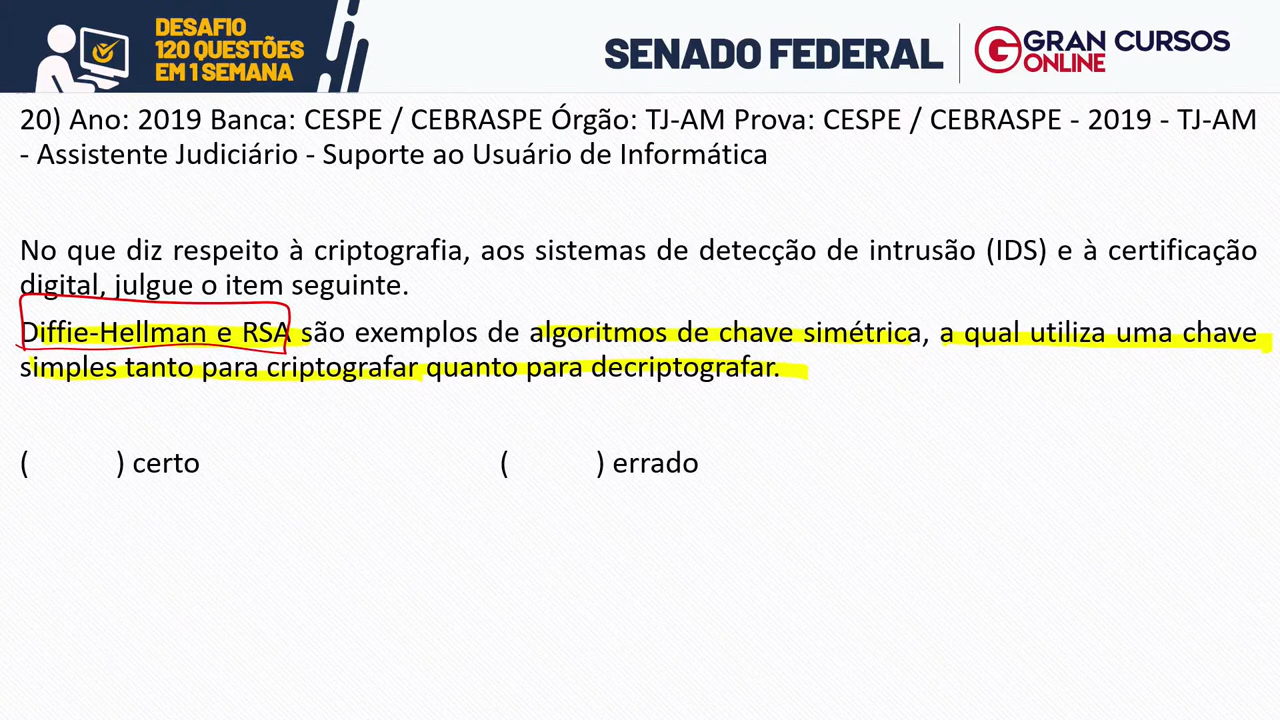 DESAFIO
120 QUESTÕES
EM 1 SEMANA
SENADO FEDERAL
GRAN CURSOS
ONLINE
20) Ano: 2019 Banca: CESPE / CEBRASPE Órgão: TJ-AM Prova: CESPE / CEBRASPE - 2019 - TJ-AM
- Assistente Judiciário - Suporte ao Usuário de Informática
No que diz respeito à criptografia, aos sistemas de detecção de intrusão (IDS) e à certificação
digital, julgue o item seguinte.
Diffie-Hellman e RSA são exemplos de algoritmos de chave simétrica, a qual utiliza uma chave
simples tanto para criptografar quanto para decriptografar.
( ) certo ( ) errado